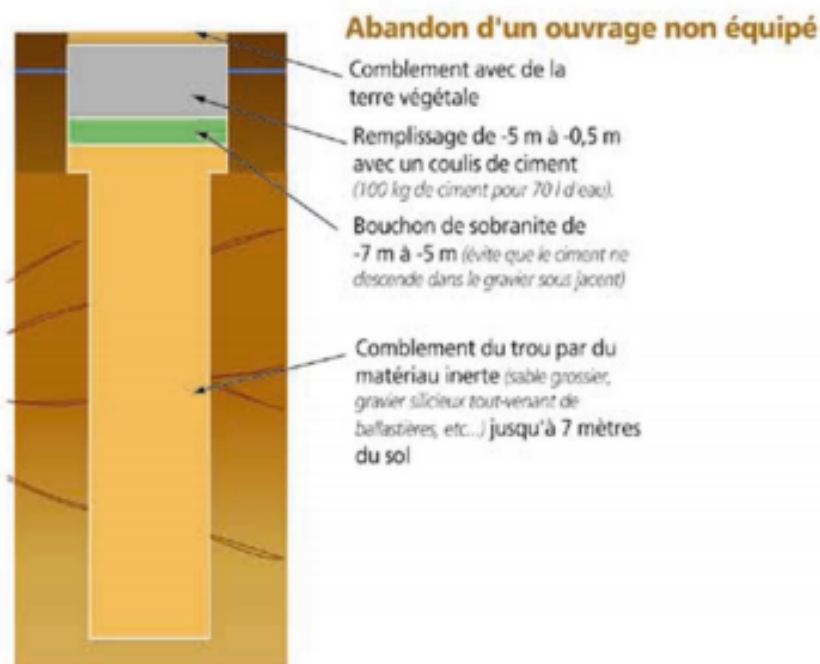 Abandon d'un ouvrage non équipé
Comblement avec de la
terre végétale
Remplissage de -5 m à -0,5 m
avec un coulis de ciment
(100 kg de ciment pour 70 l d'eau).
Bouchon de sobranite de
-7 m à -5 m (évite que le ciment ne
descende dans le gravier sous jacent)
Comblement du trou par du
matériau inerte (sable grossier,
gravier silicieux tout-venant de
ballastières, etc...) jusqu'à 7 mètres
du sol